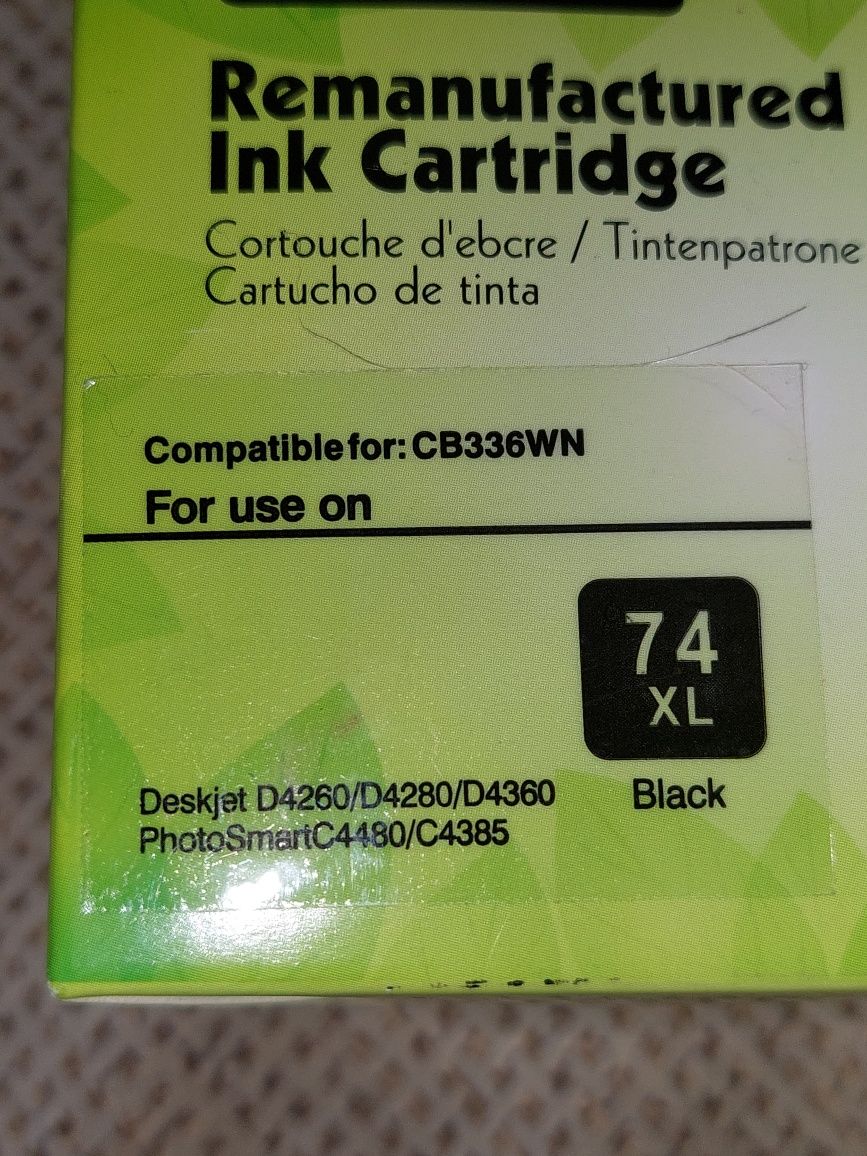 Remanufactured
Ink Cartridge
Cortouche d'ebcre / Tintenpatrone
Cartucho de tinta
Compatible for: CB336WN
For use on
74
XL
Black
Deskjet D4260/D4280/D4360
PhotoSmartC4480/C4385